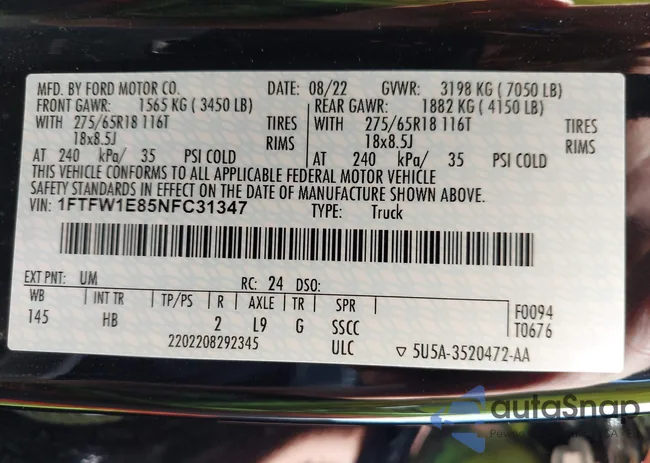 MFD. BY FORD MOTOR CO. DATE: 08/22 GVWR: 3198 KG ( 7050 LB)
FRONT GAWR: 1565 KG ( 3450 LB) REAR GAWR: 1882 KG ( 4150 LB)
WITH 275/65R18 116T TIRES WITH 275/65R18 116T TIRES
18x8.5J RIMS 18x8.5J RIMS
AT 240 kPa/ 35 PSI COLD AT 240 kPa/ 35 PSI COLD
THIS VEHICLE CONFORMS TO ALL APPLICABLE FEDERAL MOTOR VEHICLE
SAFETY STANDARDS IN EFFECT ON THE DATE OF MANUFACTURE SHOWN ABOVE.
VIN: 1FTFW1E85NFC31347 TYPE: Truck
EXT PNT: UM RC: 24 DSO:
WB INT TR TP/PS R AXLE TR SPR F0094
145 HB 2 L9 G SSCC T0676
2202208292345 ULC ▽ 5U5A-3520472-AA
autoSnap